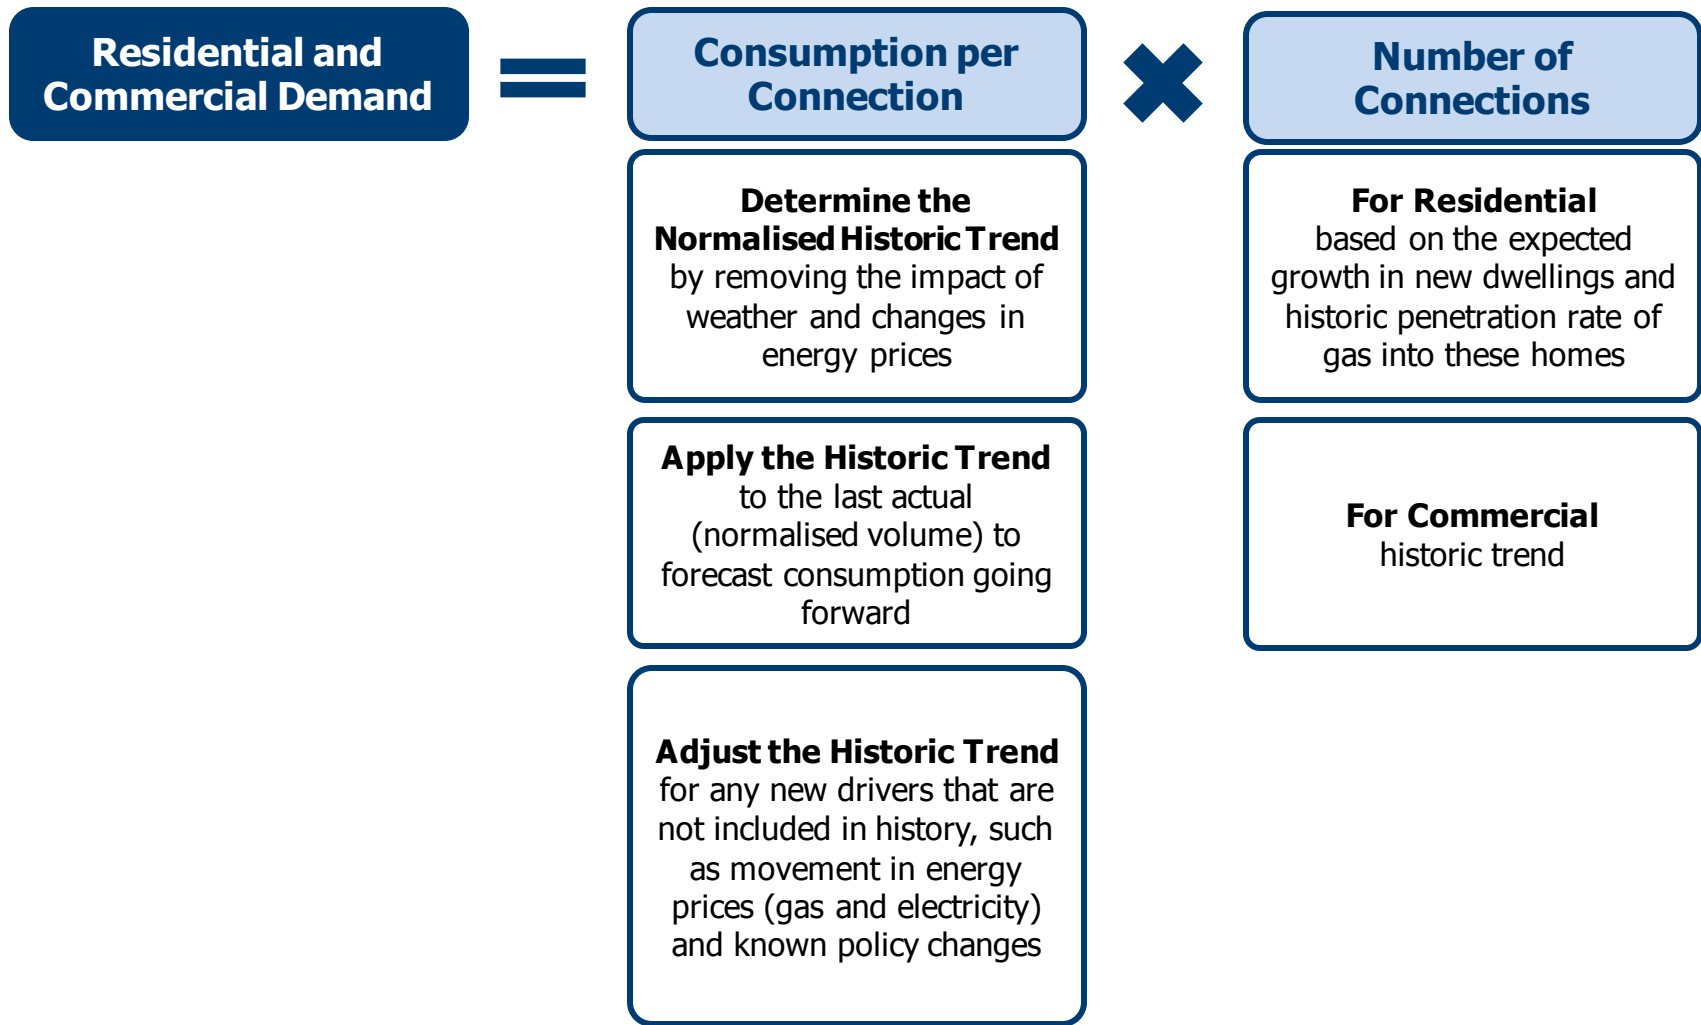 Residential and
Commercial Demand
=
Consumption per
Connection
✖
Number of
Connections
Determine the
Normalised Historic Trend
by removing the impact of
weather and changes in
energy prices
Apply the Historic Trend
to the last actual
(normalised volume) to
forecast consumption going
forward
Adjust the Historic Trend
for any new drivers that are
not included in history, such
as movement in energy
prices (gas and electricity)
and known policy changes
For Residential
based on the expected
growth in new dwellings and
historic penetration rate of
gas into these homes
For Commercial
historic trend